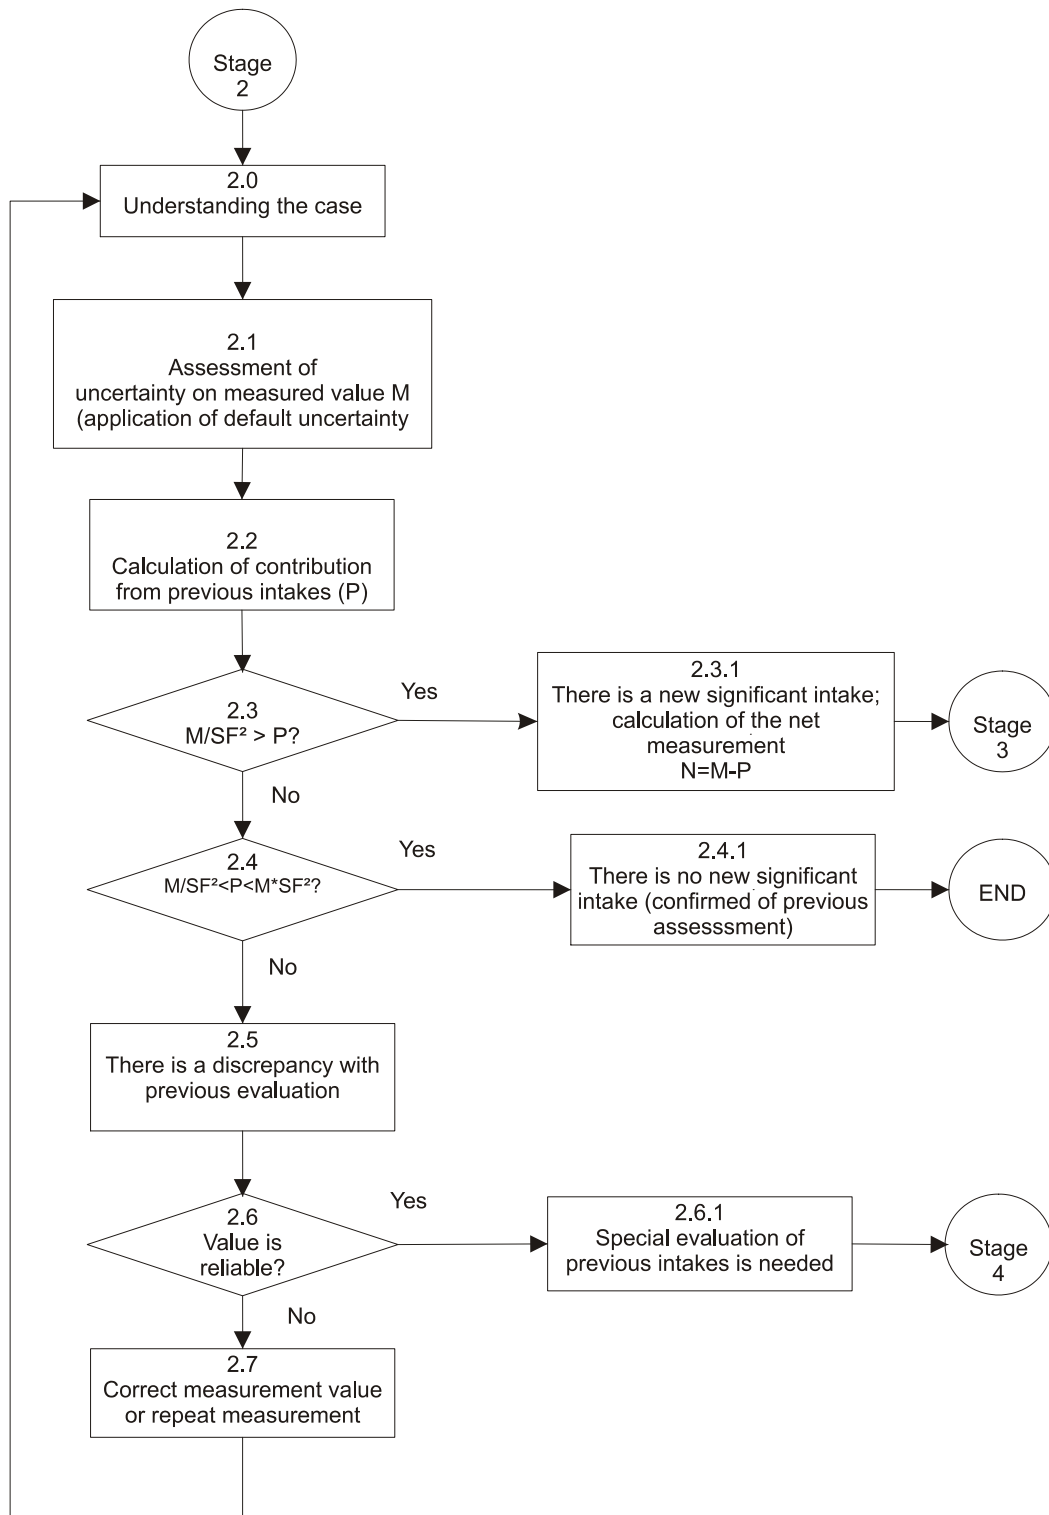 Stage
2
2.0
Understanding the case
2.1
Assessment of
uncertainty on measured value M
(application of default uncertainty
2.2
Calculation of contribution
from previous intakes (P)
2.3
M/SF² > P?
Yes
2.3.1
There is a new significant intake;
calculation of the net
measurement
N=M-P
Stage
3
No
2.4
M/SF²<P<M*SF²?
Yes
2.4.1
There is no new significant
intake (confirmed of previous
assesssment)
END
No
2.5
There is a discrepancy with
previous evaluation
2.6
Value is
reliable?
Yes
2.6.1
Special evaluation of
previous intakes is needed
Stage
4
No
2.7
Correct measurement value
or repeat measurement